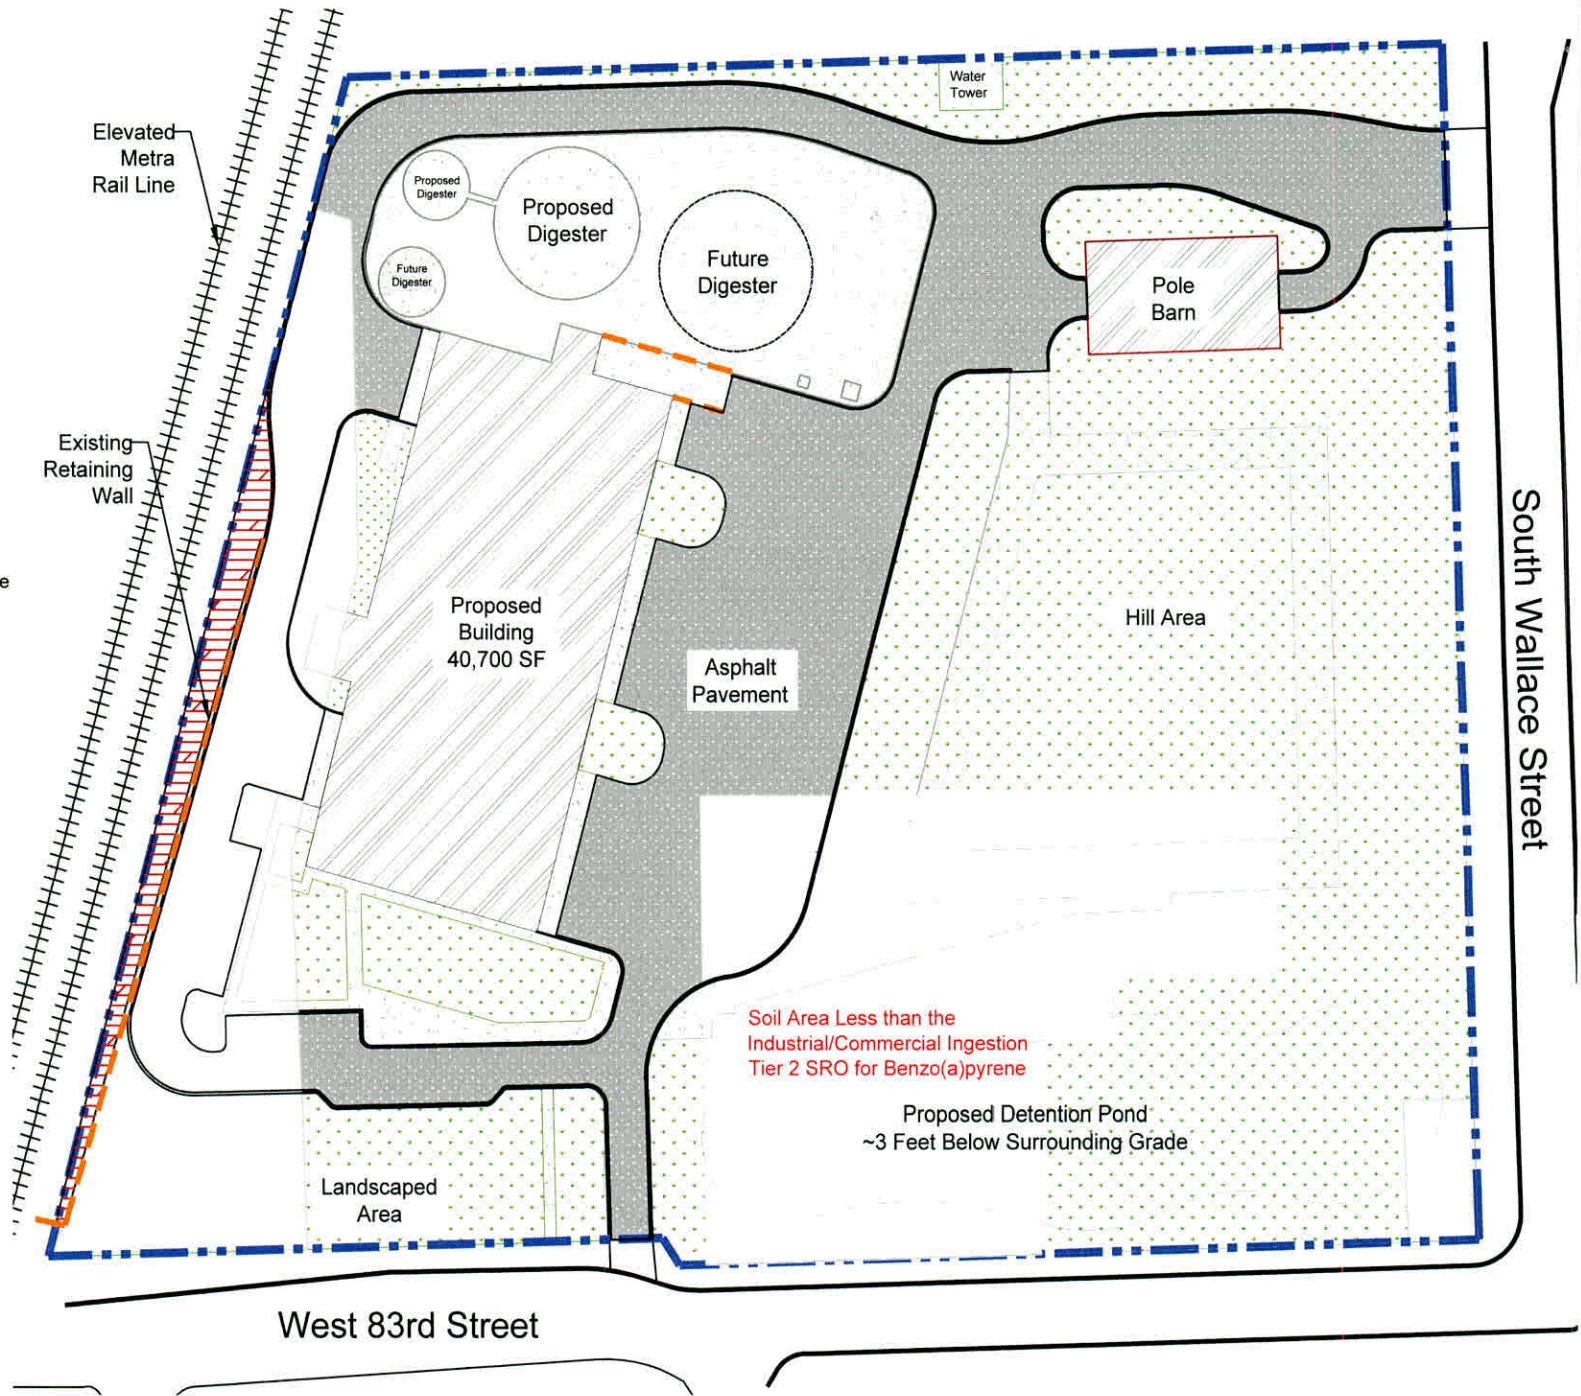 Water
Tower
Elevated
Metra
Rail Line
Proposed
Digester
Proposed
Digester
Future
Digester
Future
Digester
Pole
Barn
Existing
Retaining
Wall
e
Proposed
Building
40,700 SF
Asphalt
Pavement
Hill Area
South Wallace Street
Soil Area Less than the
Industrial/Commercial Ingestion
Tier 2 SRO for Benzo(a)pyrene
Proposed Detention Pond
~3 Feet Below Surrounding Grade
Landscaped
Area
West 83rd Street